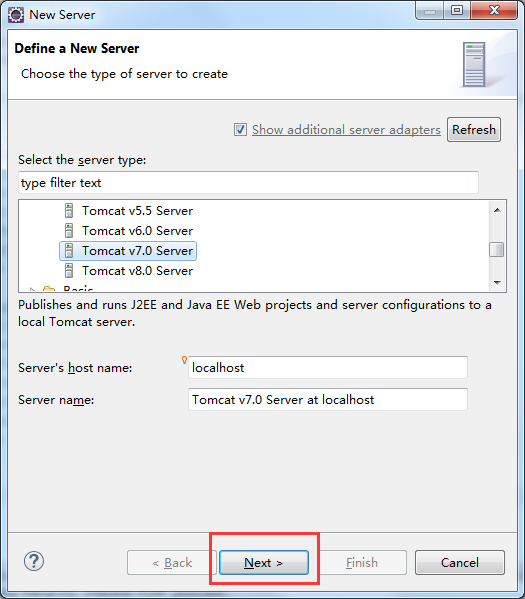 New Server
Define a New Server
Choose the type of server to create
Show additional server adapters Refresh
Select the server type:
type filter text
Tomcat v5.5 Server
Tomcat v6.0 Server
Tomcat v7.0 Server
Tomcat v8.0 Server
Basic
Publishes and runs J2EE and Java EE Web projects and server configurations to a
local Tomcat server.
Server's host name: localhost
Server name: Tomcat v7.0 Server at localhost
? < Back Next > Finish Cancel